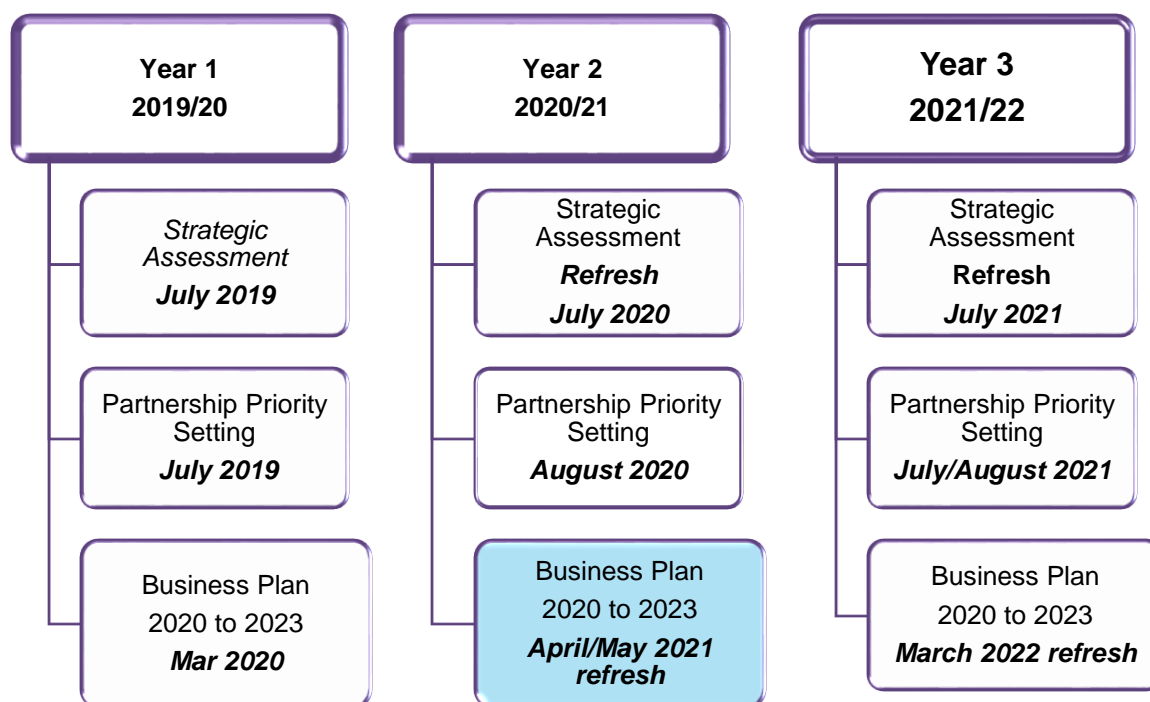 Year 1
2019/20
Strategic
Assessment
July 2019
Partnership Priority
Setting
July 2019
Business Plan
2020 to 2023
Mar 2020
Year 2
2020/21
Strategic
Assessment
Refresh
July 2020
Partnership Priority
Setting
August 2020
Business Plan
2020 to 2023
April/May 2021
refresh
Year 3
2021/22
Strategic
Assessment
Refresh
July 2021
Partnership Priority
Setting
July/August 2021
Business Plan
2020 to 2023
March 2022 refresh